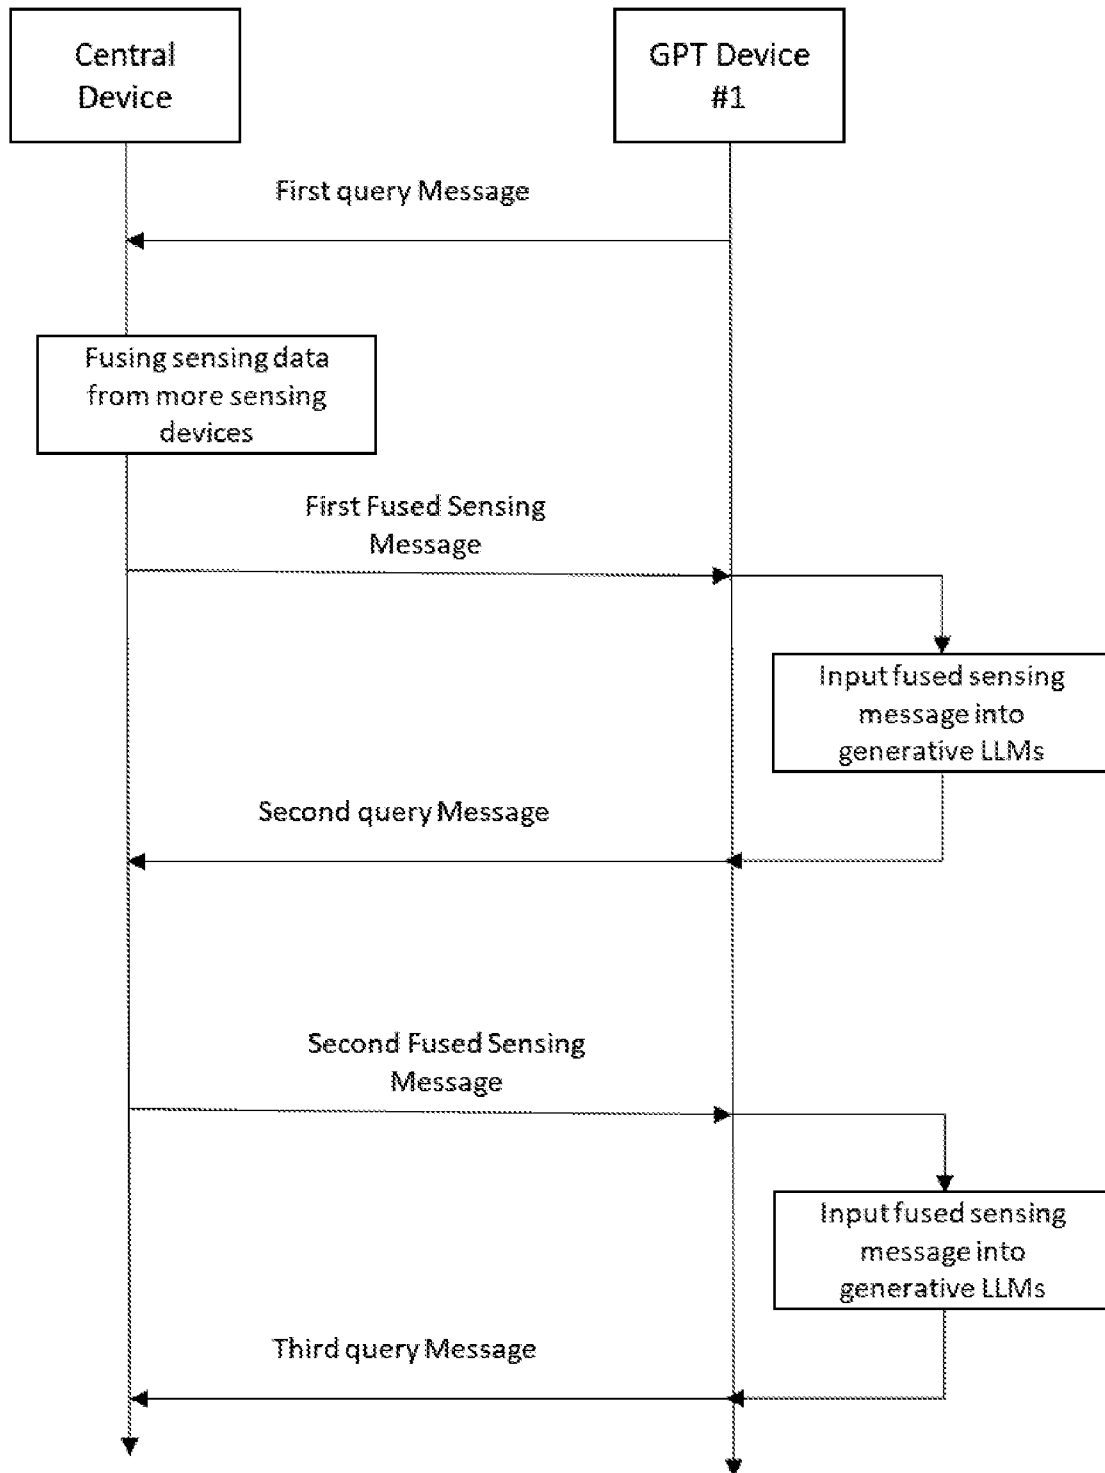 Central
Device
GPT Device
#1
First query Message
Fusing sensing data
from more sensing
devices
First Fused Sensing
Message
Input fused sensing
message into
generative LLMs
Second query Message
Second Fused Sensing
Message
Input fused sensing
message into
generative LLMs
Third query Message